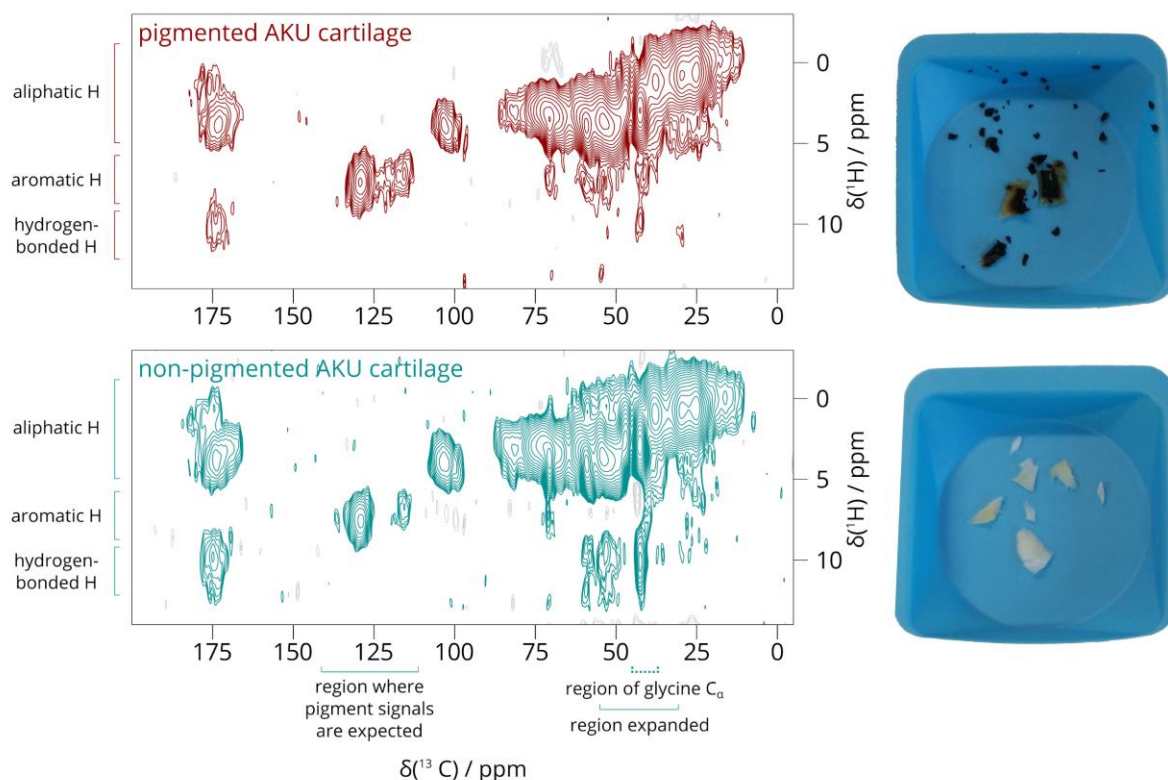 pigmented AKU cartilage
aliphatic H
aromatic H
hydrogen-
bonded H
0
5
10
δ(¹H) / ppm
175 150 125 100 75 50 25 0
non-pigmented AKU cartilage
aliphatic H
aromatic H
hydrogen-
bonded H
0
5
10
δ(¹H) / ppm
175 150 125 100 75 50 25 0
region where
pigment signals
are expected
region of glycine Cα
region expanded
δ(¹³ C) / ppm